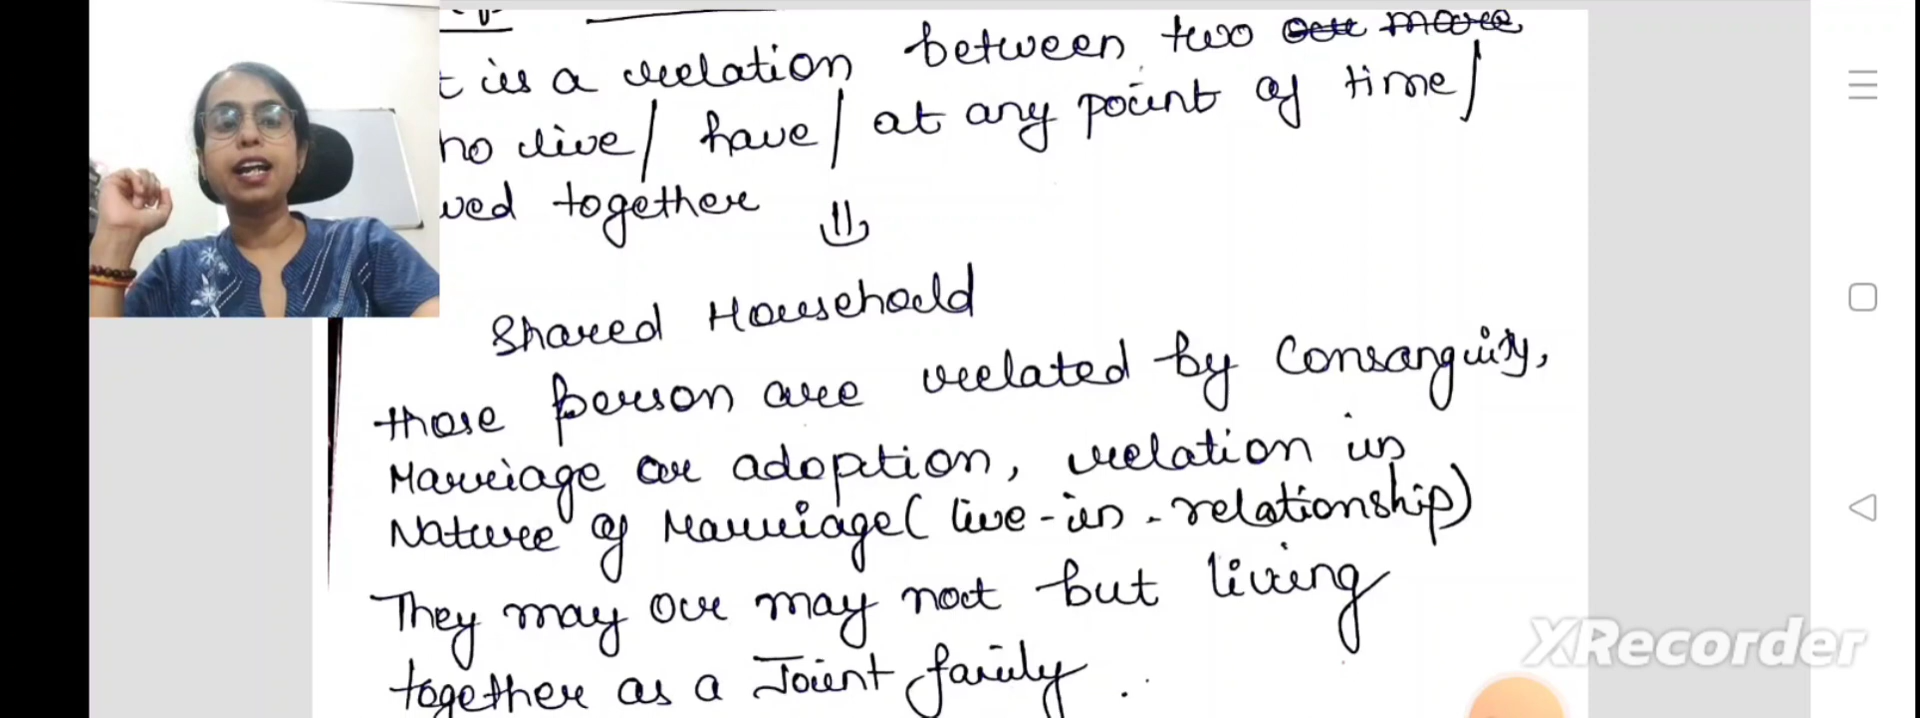 t is a relation between two or more
ho live / have / at any point of time /
ved together
Shared Household
those person are related by Consanguity,
Marriage or adoption, relation in
Nature of Marriage ( live-in-relationship)
They may or may not but living
together as a Joint family
XRecorder